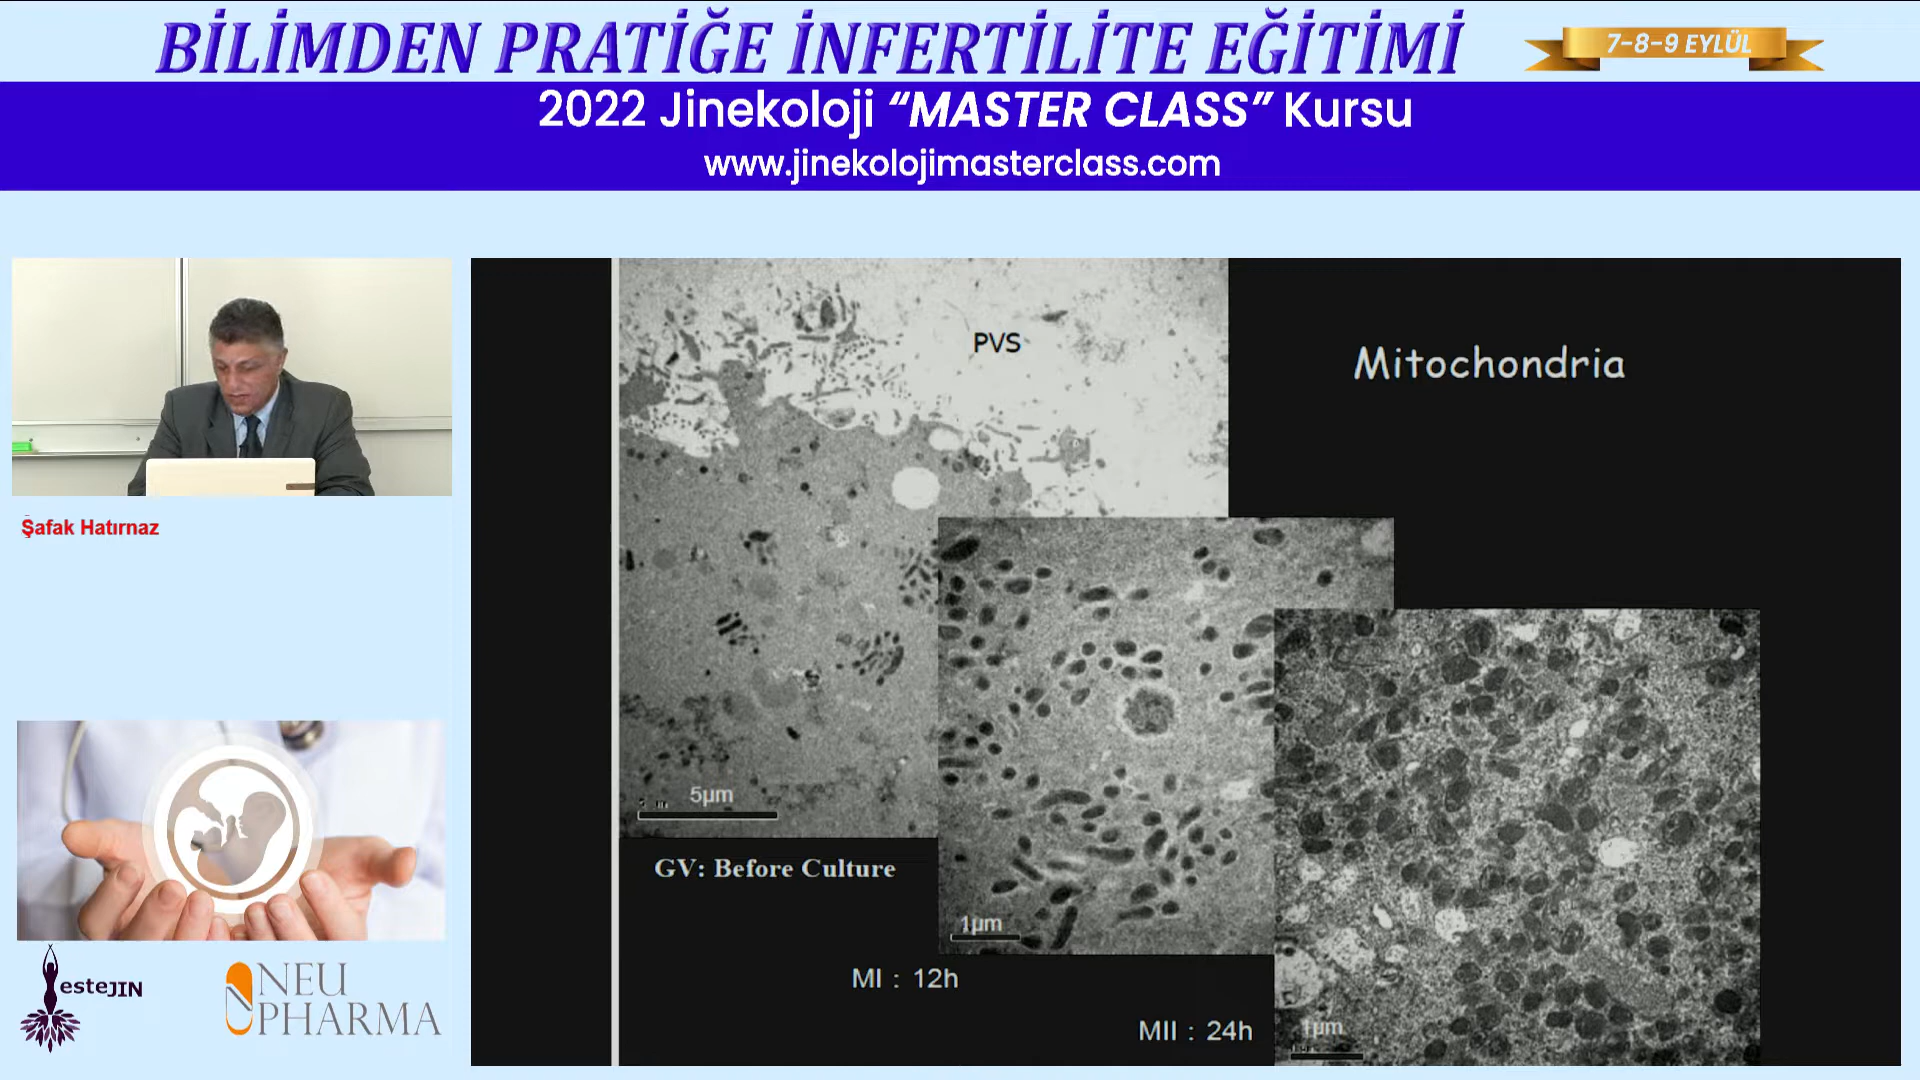 BİLİMDEN PRATİĞE İNFERTİLİTE EĞİTİMİ
7-8-9 EYLÜL
2022 Jinekoloji “MASTER CLASS” Kursu
www.jinekolojimasterclass.com
Şafak Hatırnaz
PVS
Mitochondria
5µm
GV: Before Culture
1µm
MI : 12h
MII : 24h
1µm
esteJIN
NEU
PHARMA